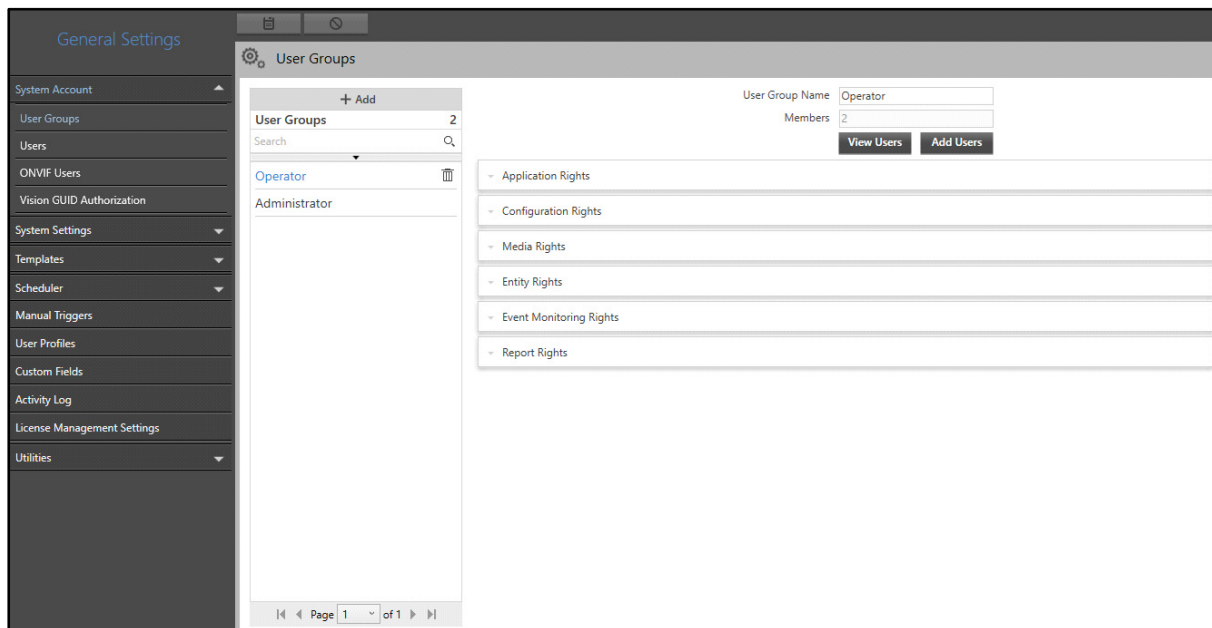 General Settings
System Account
User Groups
Users
ONVIF Users
Vision GUID Authorization
System Settings
Templates
Scheduler
Manual Triggers
User Profiles
Custom Fields
Activity Log
License Management Settings
Utilities
User Groups
+ Add
User Groups 2
Search
Operator
Administrator
Page 1 of 1
User Group Name Operator
Members 2
View Users Add Users
Application Rights
Configuration Rights
Media Rights
Entity Rights
Event Monitoring Rights
Report Rights